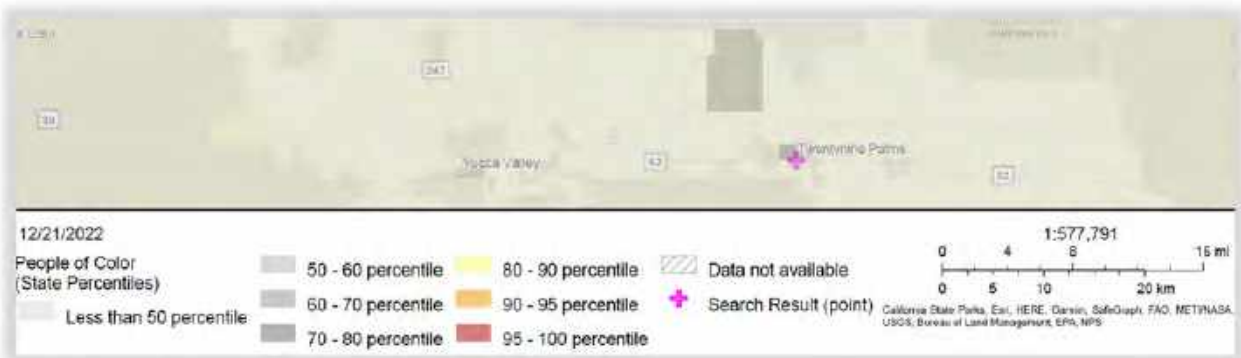 247
Yucca Valley
62
Twentynine Palms
62
12/21/2022
People of Color
(State Percentiles)
Less than 50 percentile
50 - 60 percentile
60 - 70 percentile
70 - 80 percentile
80 - 90 percentile
90 - 95 percentile
95 - 100 percentile
Data not available
Search Result (point)
1:577,791
0 4 8 16 mi
0 5 10 20 km
California State Parks, Esri, HERE, Garmin, SafeGraph, FAO, METI/NASA,
USGS, Bureau of Land Management, EPA, NPS